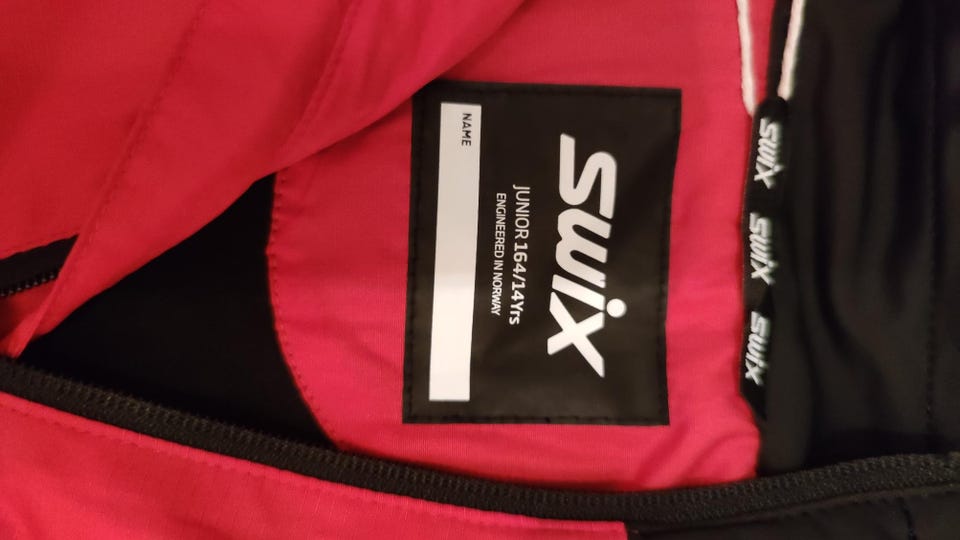 swix
JUNIOR 164/14Yrs
ENGINEERED IN NORWAY
NAME
swix swix swix